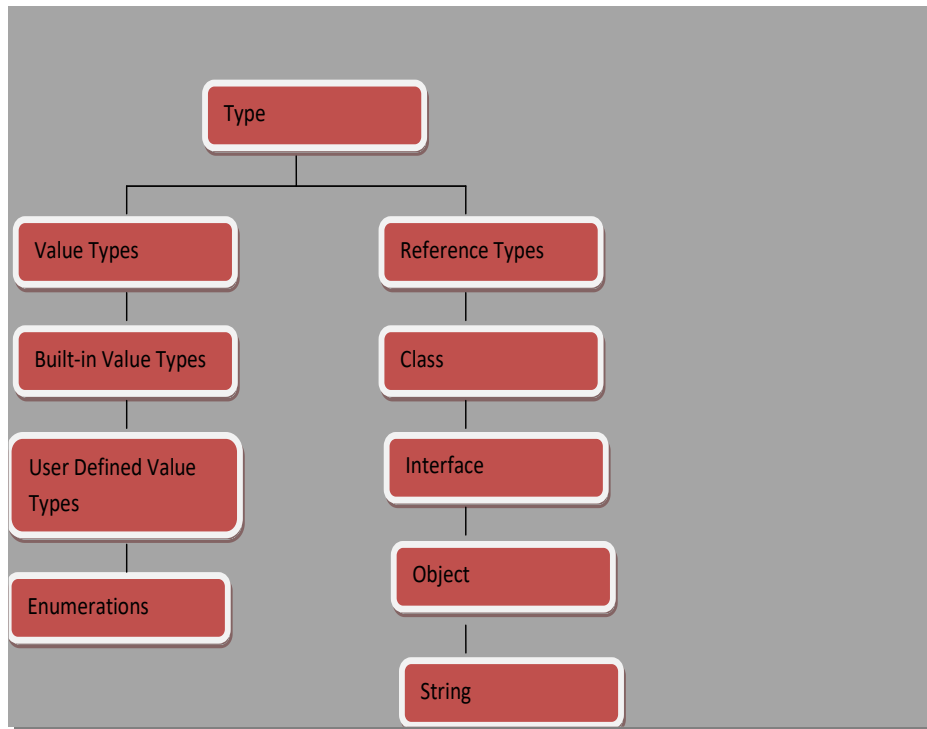 Type
Value Types
Reference Types
Built-in Value Types
Class
User Defined Value
Types
Interface
Object
Enumerations
String